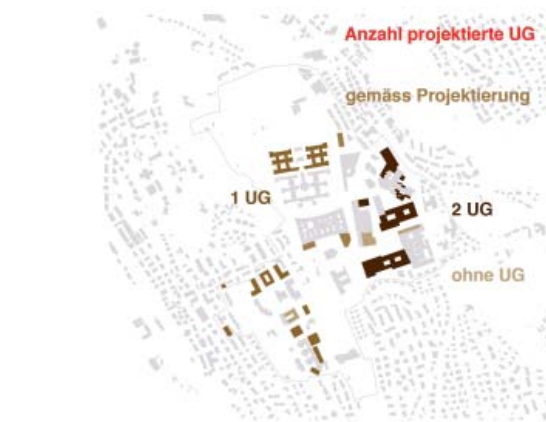 Anzahl projektierte UG
gemäss Projektierung
1 UG
2 UG
ohne UG